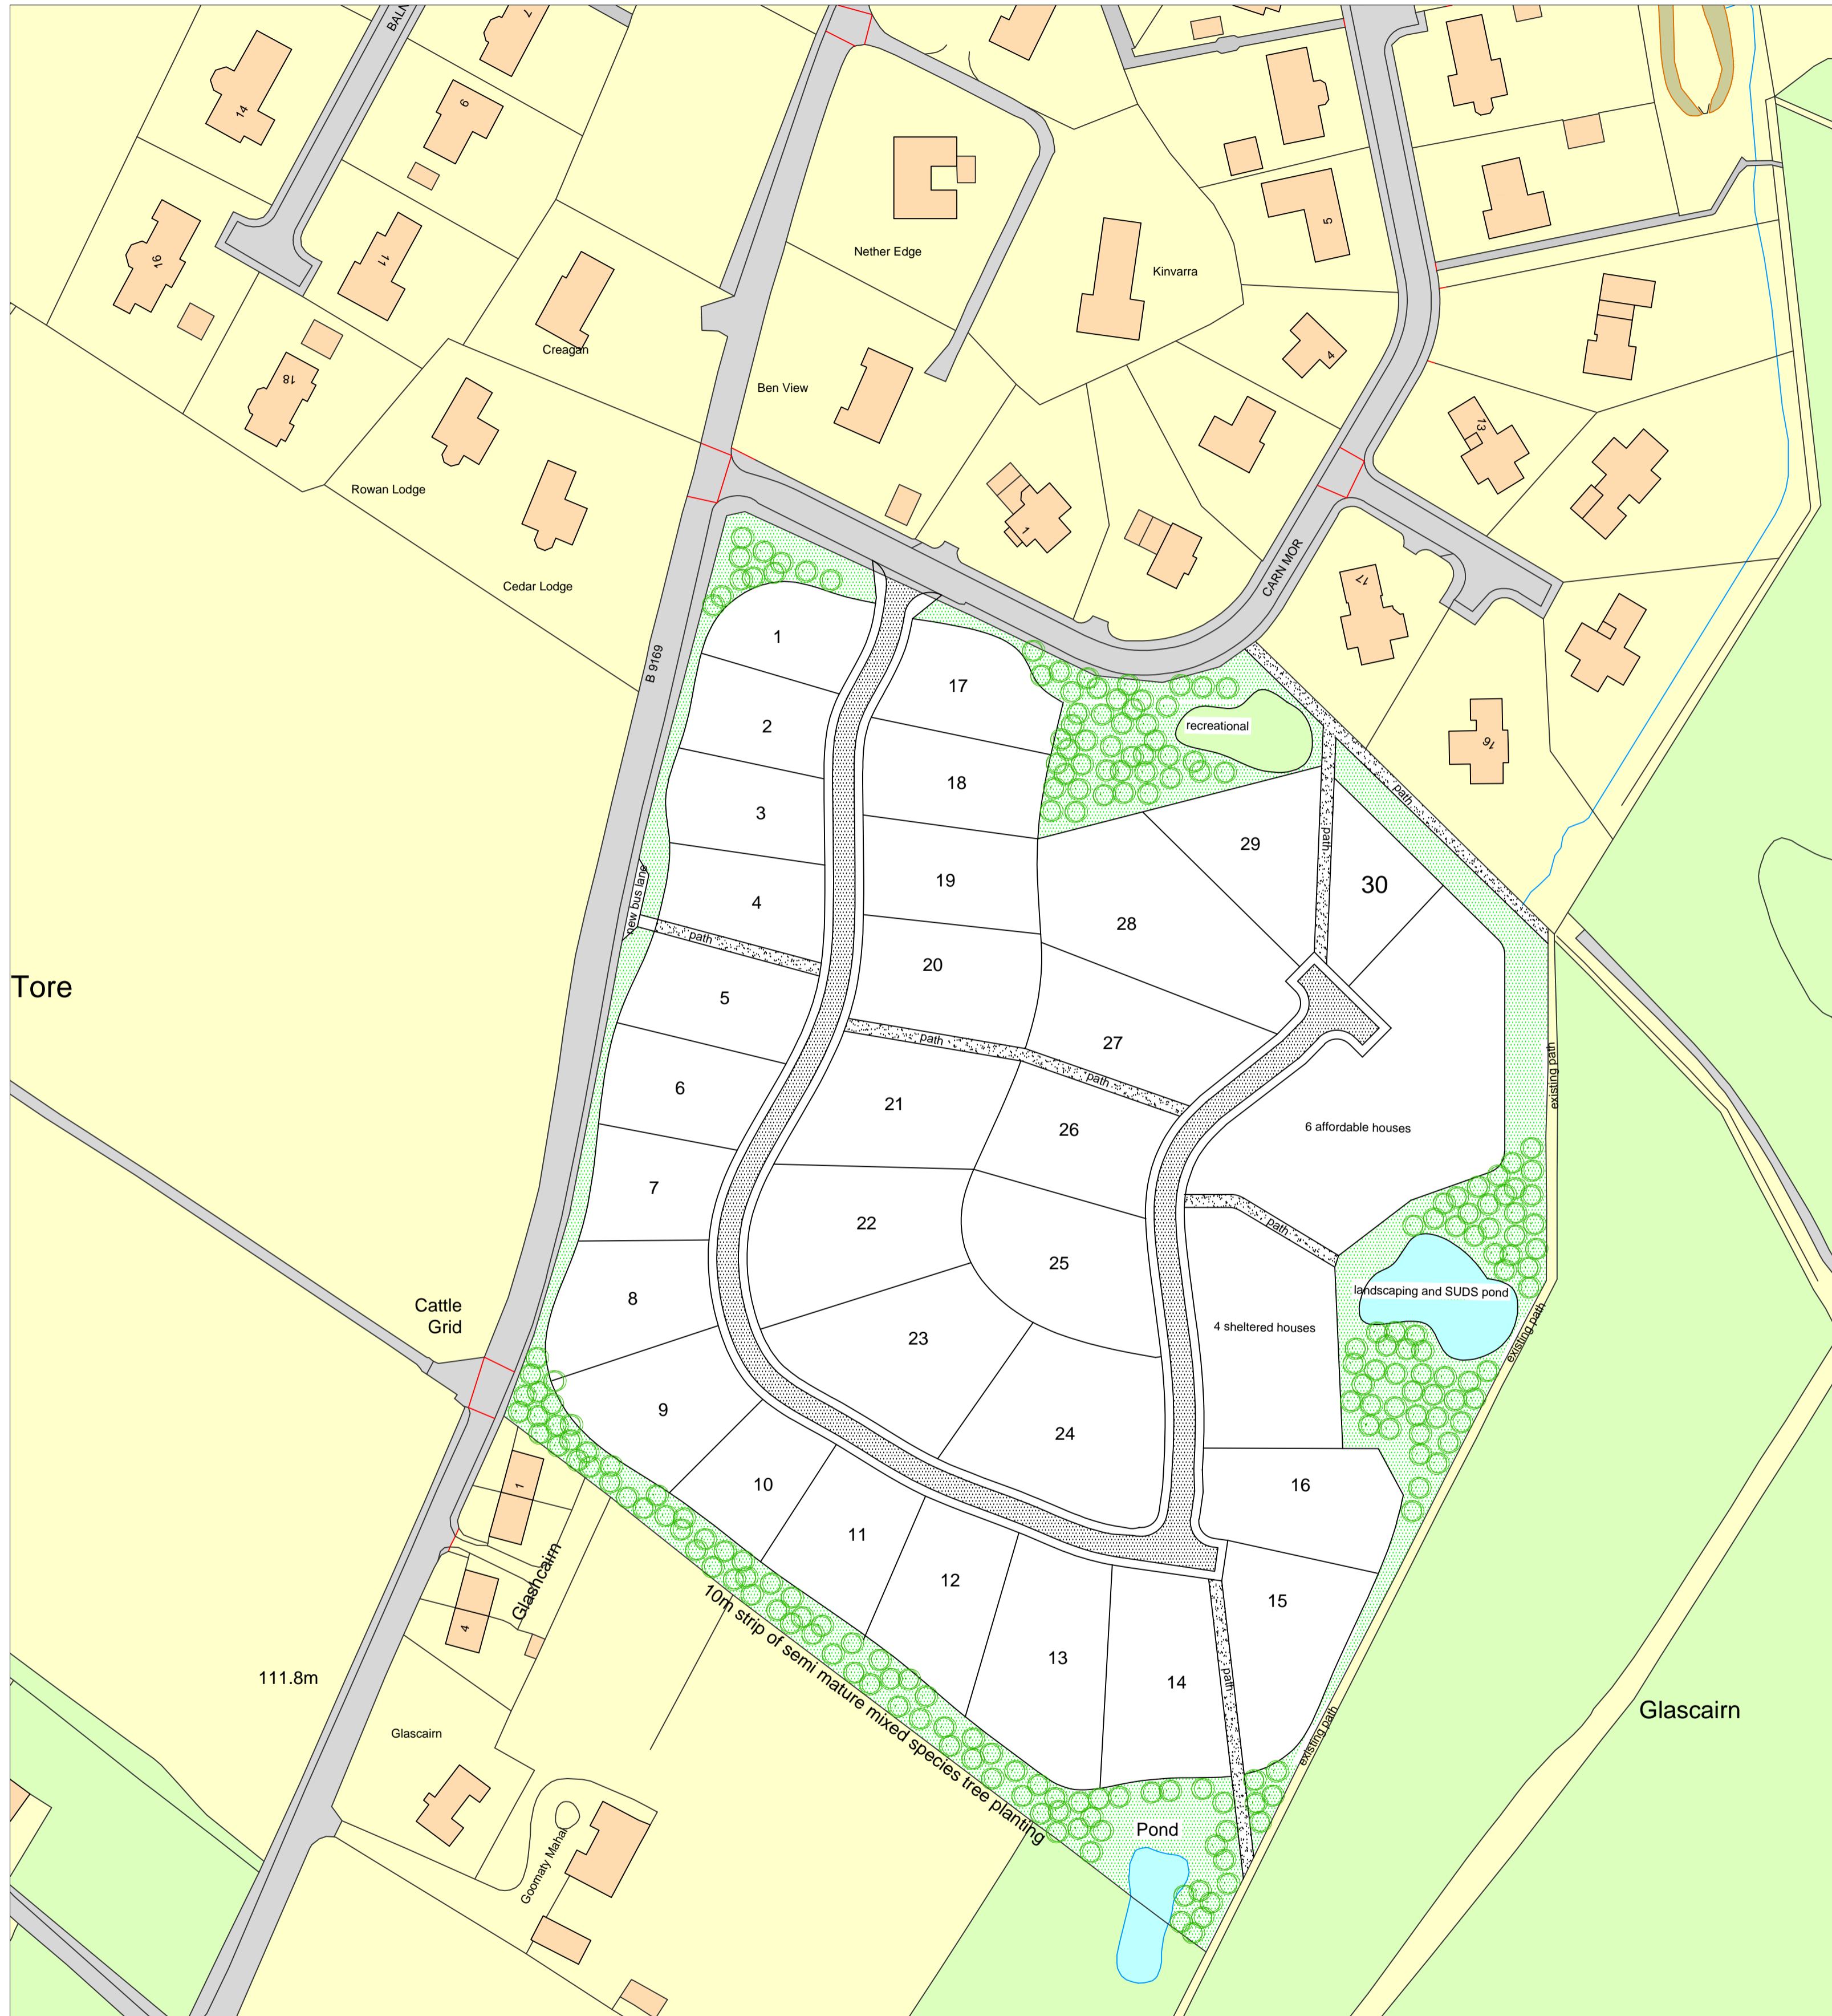 BALN
7
14
9
16
11
18
Creagan
Rowan Lodge
Cedar Lodge
Nether Edge
Kinvarra
Ben View
5
4
1
13
17
16
CARN MOR
B 9169
1
2
3
4
new bus lane
path
5
6
7
8
9
10
11
12
13
14
15
16
17
18
19
20
path
path
21
22
23
24
25
26
27
28
29
30
recreational
path
path
6 affordable houses
path
4 sheltered houses
landscaping and SUDS pond
existing path
existing path
existing path
path
Pond
10m strip of semi mature mixed species tree planting
Tore
Cattle
Grid
1
4
Glashcairn
111.8m
Glascairn
Goomaty Mahal
Glascairn